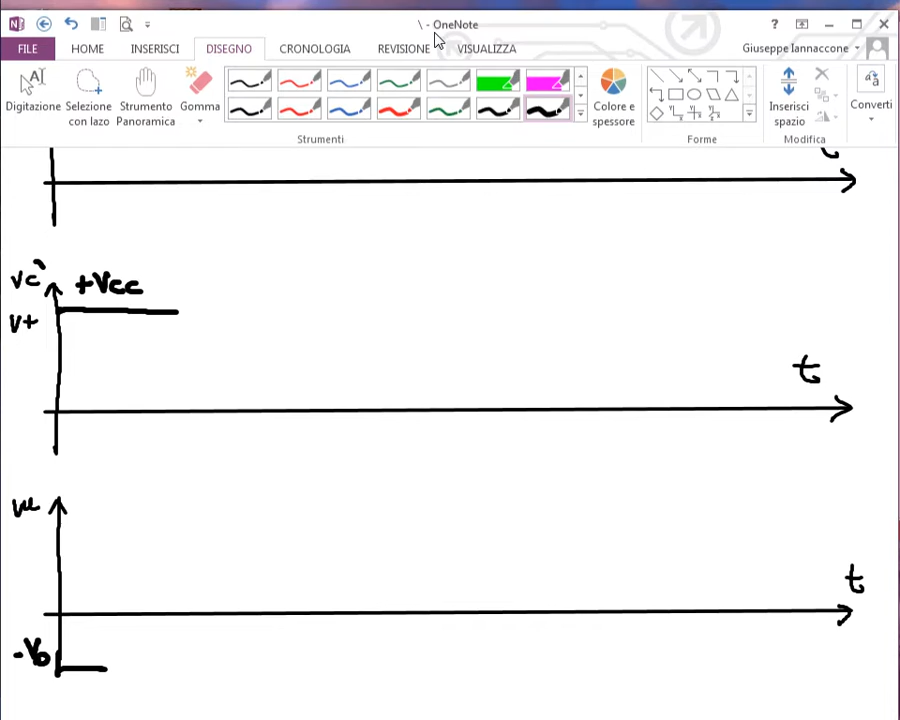 \ - OneNote
?
FILE HOME INSERISCI DISEGNO CRONOLOGIA REVISIONE VISUALIZZA Giuseppe Iannaccone
Digitazione
Selezione con lazo
Strumento Panoramica
Gomma
Colore e spessore
Inserisci spazio
Converti
Strumenti Forme Modifica
vc' +Vcc
V+
t
vu
t
-Vo